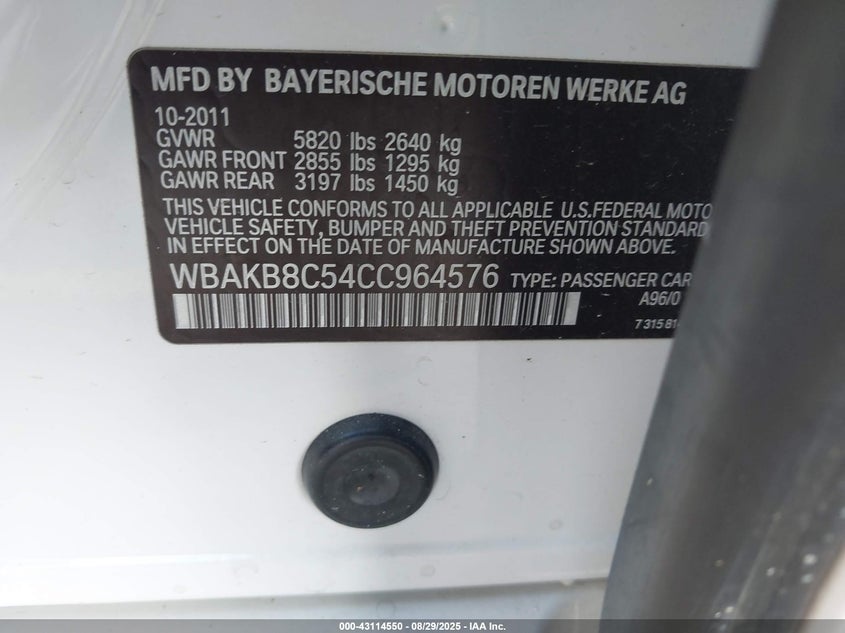 MFD BY BAYERISCHE MOTOREN WERKE AG
10-2011
GVWR 5820 lbs 2640 kg
GAWR FRONT 2855 lbs 1295 kg
GAWR REAR 3197 lbs 1450 kg
THIS VEHICLE CONFORMS TO ALL APPLICABLE U.S.FEDERAL MOTO
VEHICLE SAFETY, BUMPER AND THEFT PREVENTION STANDARD
IN EFFECT ON THE DATE OF MANUFACTURE SHOWN ABOVE.
WBAKB8C54CC964576 TYPE: PASSENGER CAR
A96/0
7 315 81
000-43114550 - 08/29/2025 - IAA Inc.